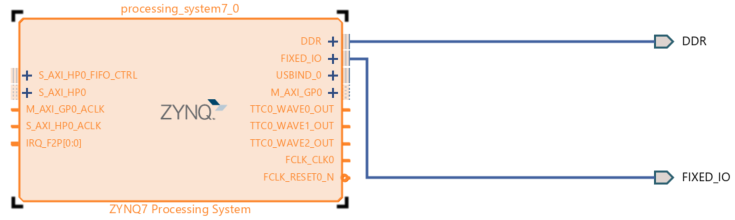 processing_system7_0
DDR
FIXED_IO
S_AXI_HP0_FIFO_CTRL
USBIND_0
S_AXI_HP0
M_AXI_GP0
M_AXI_GP0_ACLK
TTC0_WAVE0_OUT
S_AXI_HP0_ACLK
TTC0_WAVE1_OUT
IRQ_F2P[0:0]
TTC0_WAVE2_OUT
FCLK_CLK0
FCLK_RESET0_N
ZYNQ
ZYNQ7 Processing System
DDR
FIXED_IO